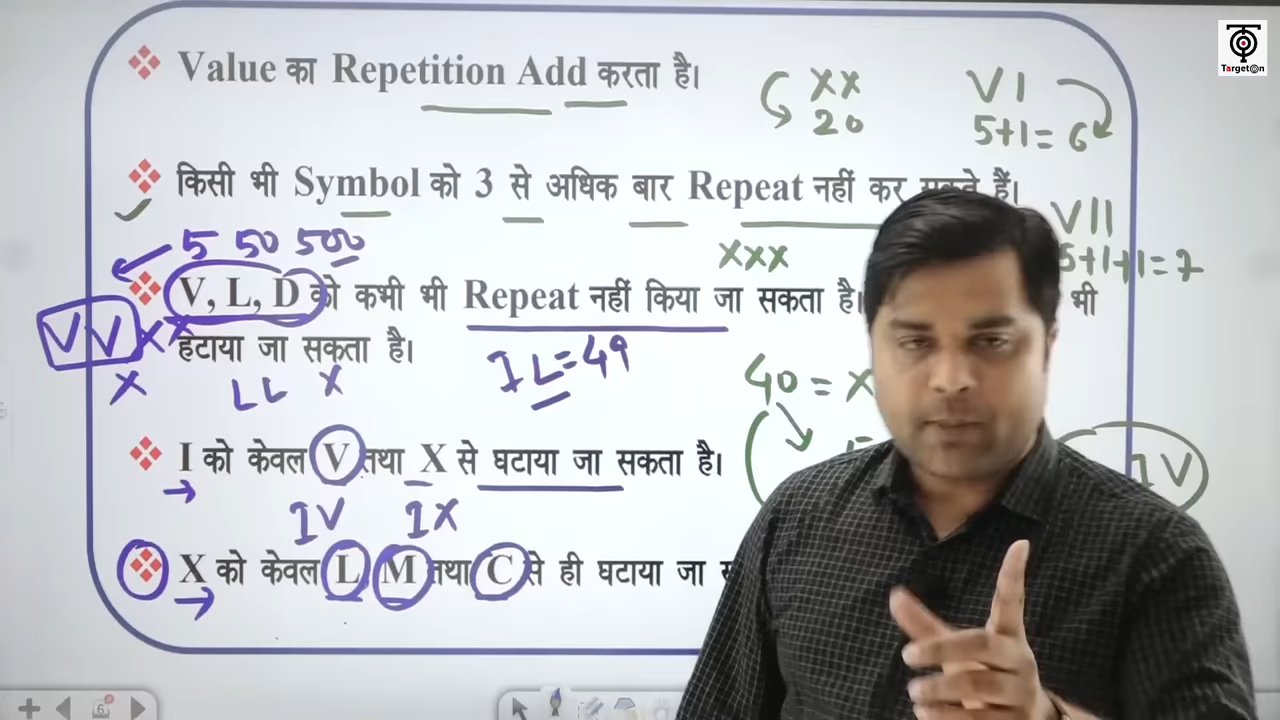 Target@n
❖ Value का Repetition Add करता है।
XX
20
VI
5+1=6
❖ किसी भी Symbol को 3 से अधिक बार Repeat नहीं कर सकते हैं।
XXX
VII
5+1+1=7
5 50 500
❖ V, L, D को कभी भी Repeat नहीं किया जा सकता है। भी
हटाया जा सकता है।
VV X
X
LL X
IL=49
40 = X
❖ I को केवल V तथा X से घटाया जा सकता है।
IV
IV IX
❖ X को केवल L M तथा C से ही घटाया जा